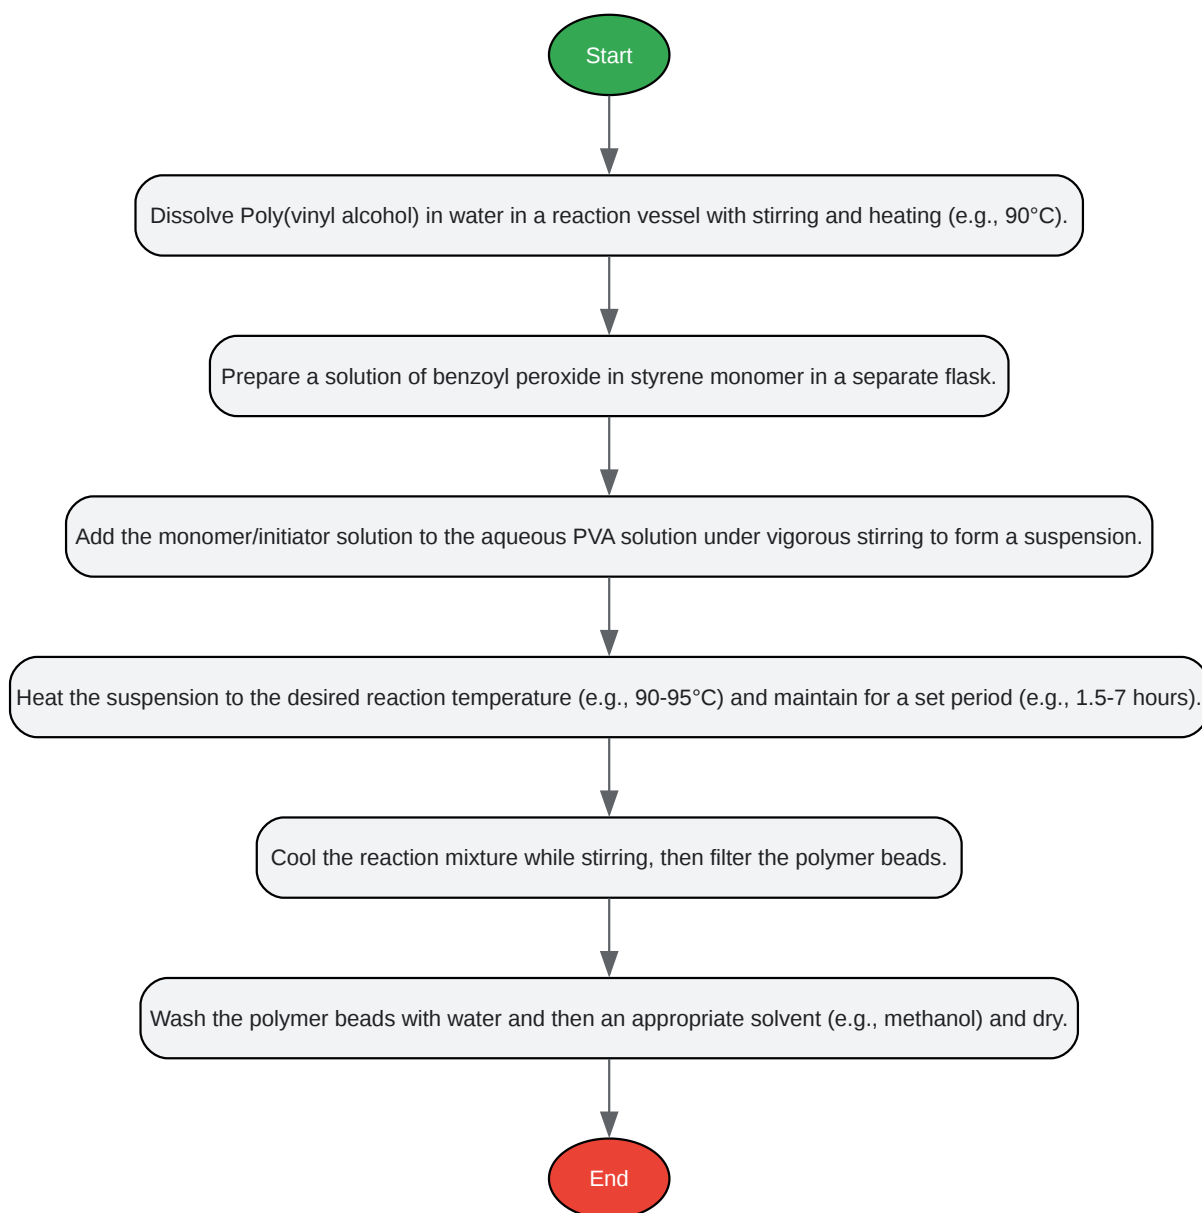 Start
Dissolve Poly(vinyl alcohol) in water in a reaction vessel with stirring and heating (e.g., 90°C).
Prepare a solution of benzoyl peroxide in styrene monomer in a separate flask.
Add the monomer/initiator solution to the aqueous PVA solution under vigorous stirring to form a suspension.
Heat the suspension to the desired reaction temperature (e.g., 90-95°C) and maintain for a set period (e.g., 1.5-7 hours).
Cool the reaction mixture while stirring, then filter the polymer beads.
Wash the polymer beads with water and then an appropriate solvent (e.g., methanol) and dry.
End